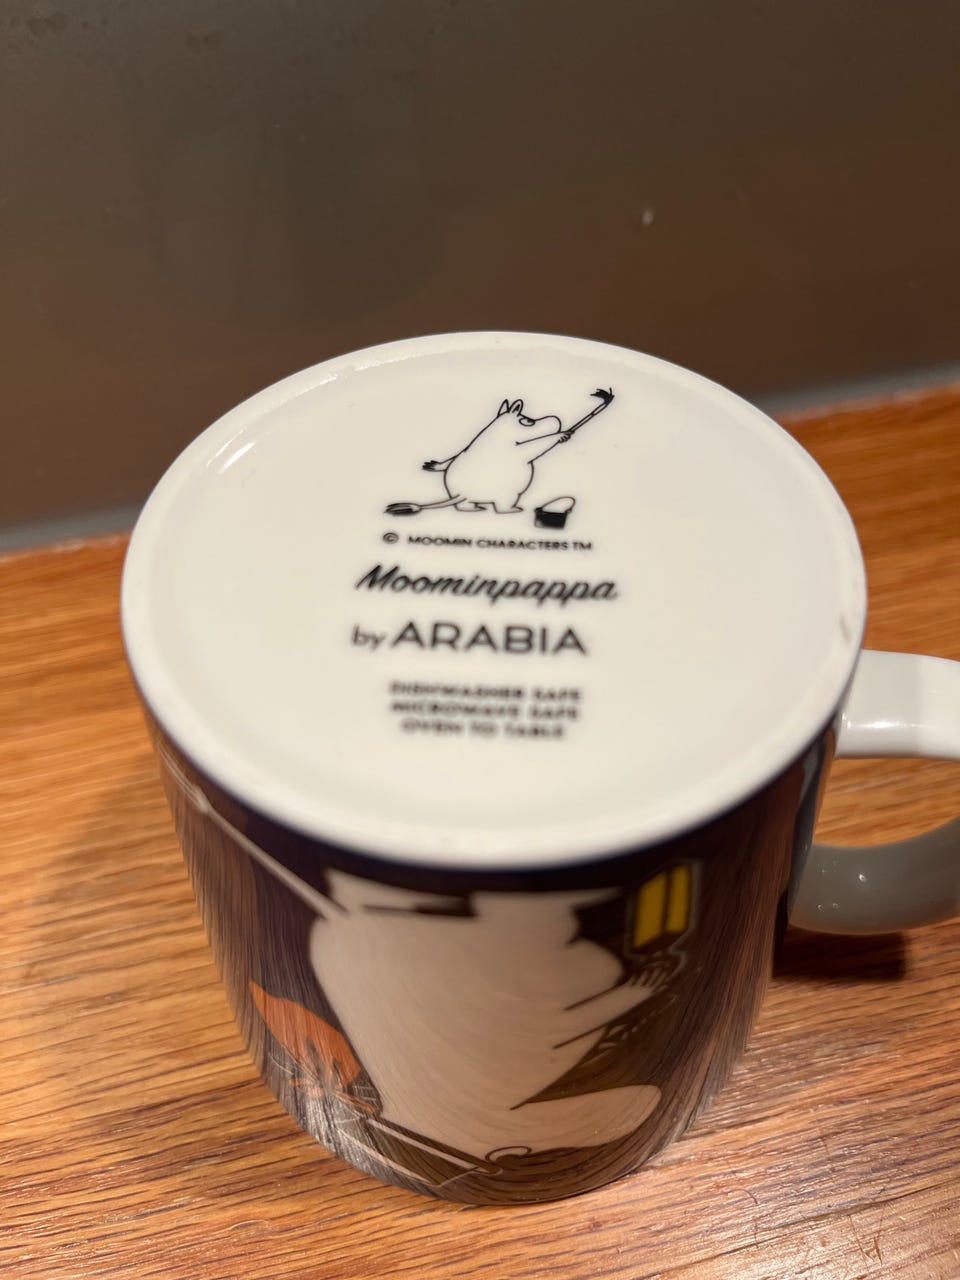 © MOOMIN CHARACTERS TM
Moominpappa
by ARABIA
DISHWASHER SAFE
MICROWAVE SAFE
OVEN TO TABLE